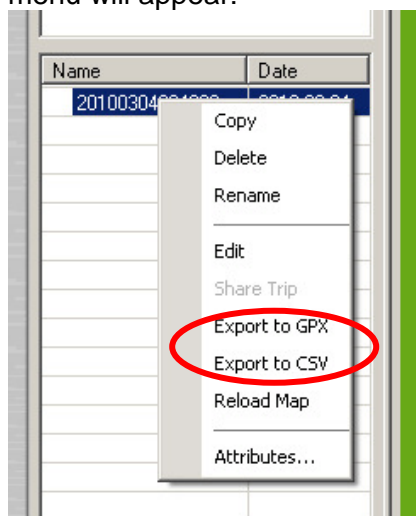 menu will appear.
Name Date
Copy
Delete
Rename
Edit
Share Trip
Export to GPX
Export to CSV
Reload Map
Attributes...